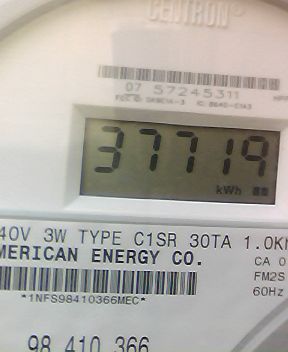 CENTRON®
07 57245311
37719
kWh
40V 3W TYPE C1SR 30TA 1.0K
MERICAN ENERGY CO.
CA 0
FM2S
*1NFS98410366MEC*
60Hz
98 410 366